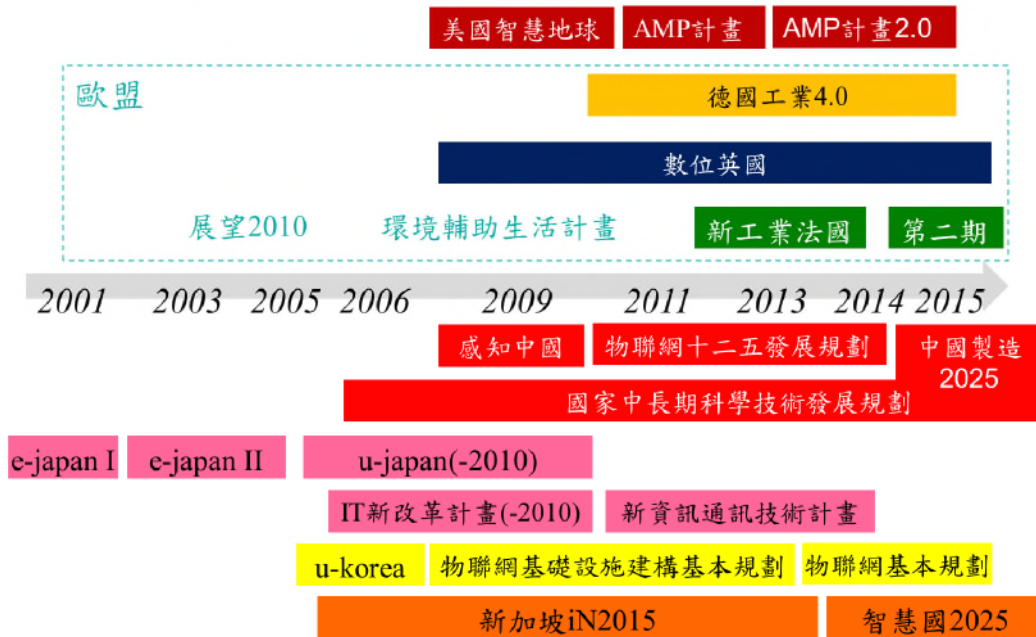 美國智慧地球
AMP計畫
AMP計畫2.0
歐盟
德國工業4.0
數位英國
展望2010
環境輔助生活計畫
新工業法國
第二期
2001
2003
2005
2006
2009
2011
2013
2014
2015
感知中國
物聯網十二五發展規劃
中國製造
2025
國家中長期科學技術發展規劃
e-japan I
e-japan II
u-japan(-2010)
IT新改革計畫(-2010)
新資訊通訊技術計畫
u-korea
物聯網基礎設施建構基本規劃
物聯網基本規劃
新加坡iN2015
智慧國2025